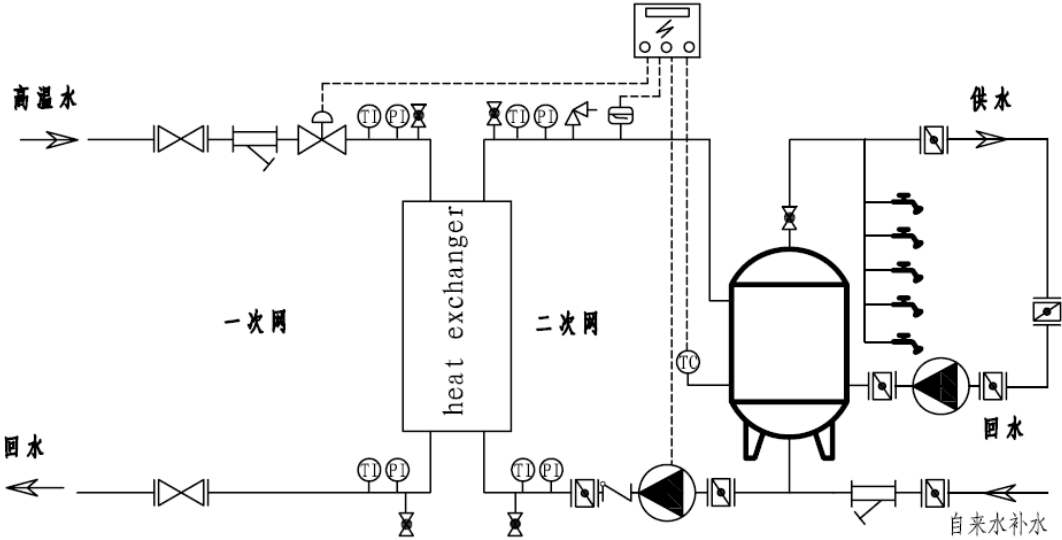 高温水
TI
PI
TI
PI
供水
heat exchanger
一次网
二次网
TC
回水
回水
TI
PI
TI
PI
自来水补水